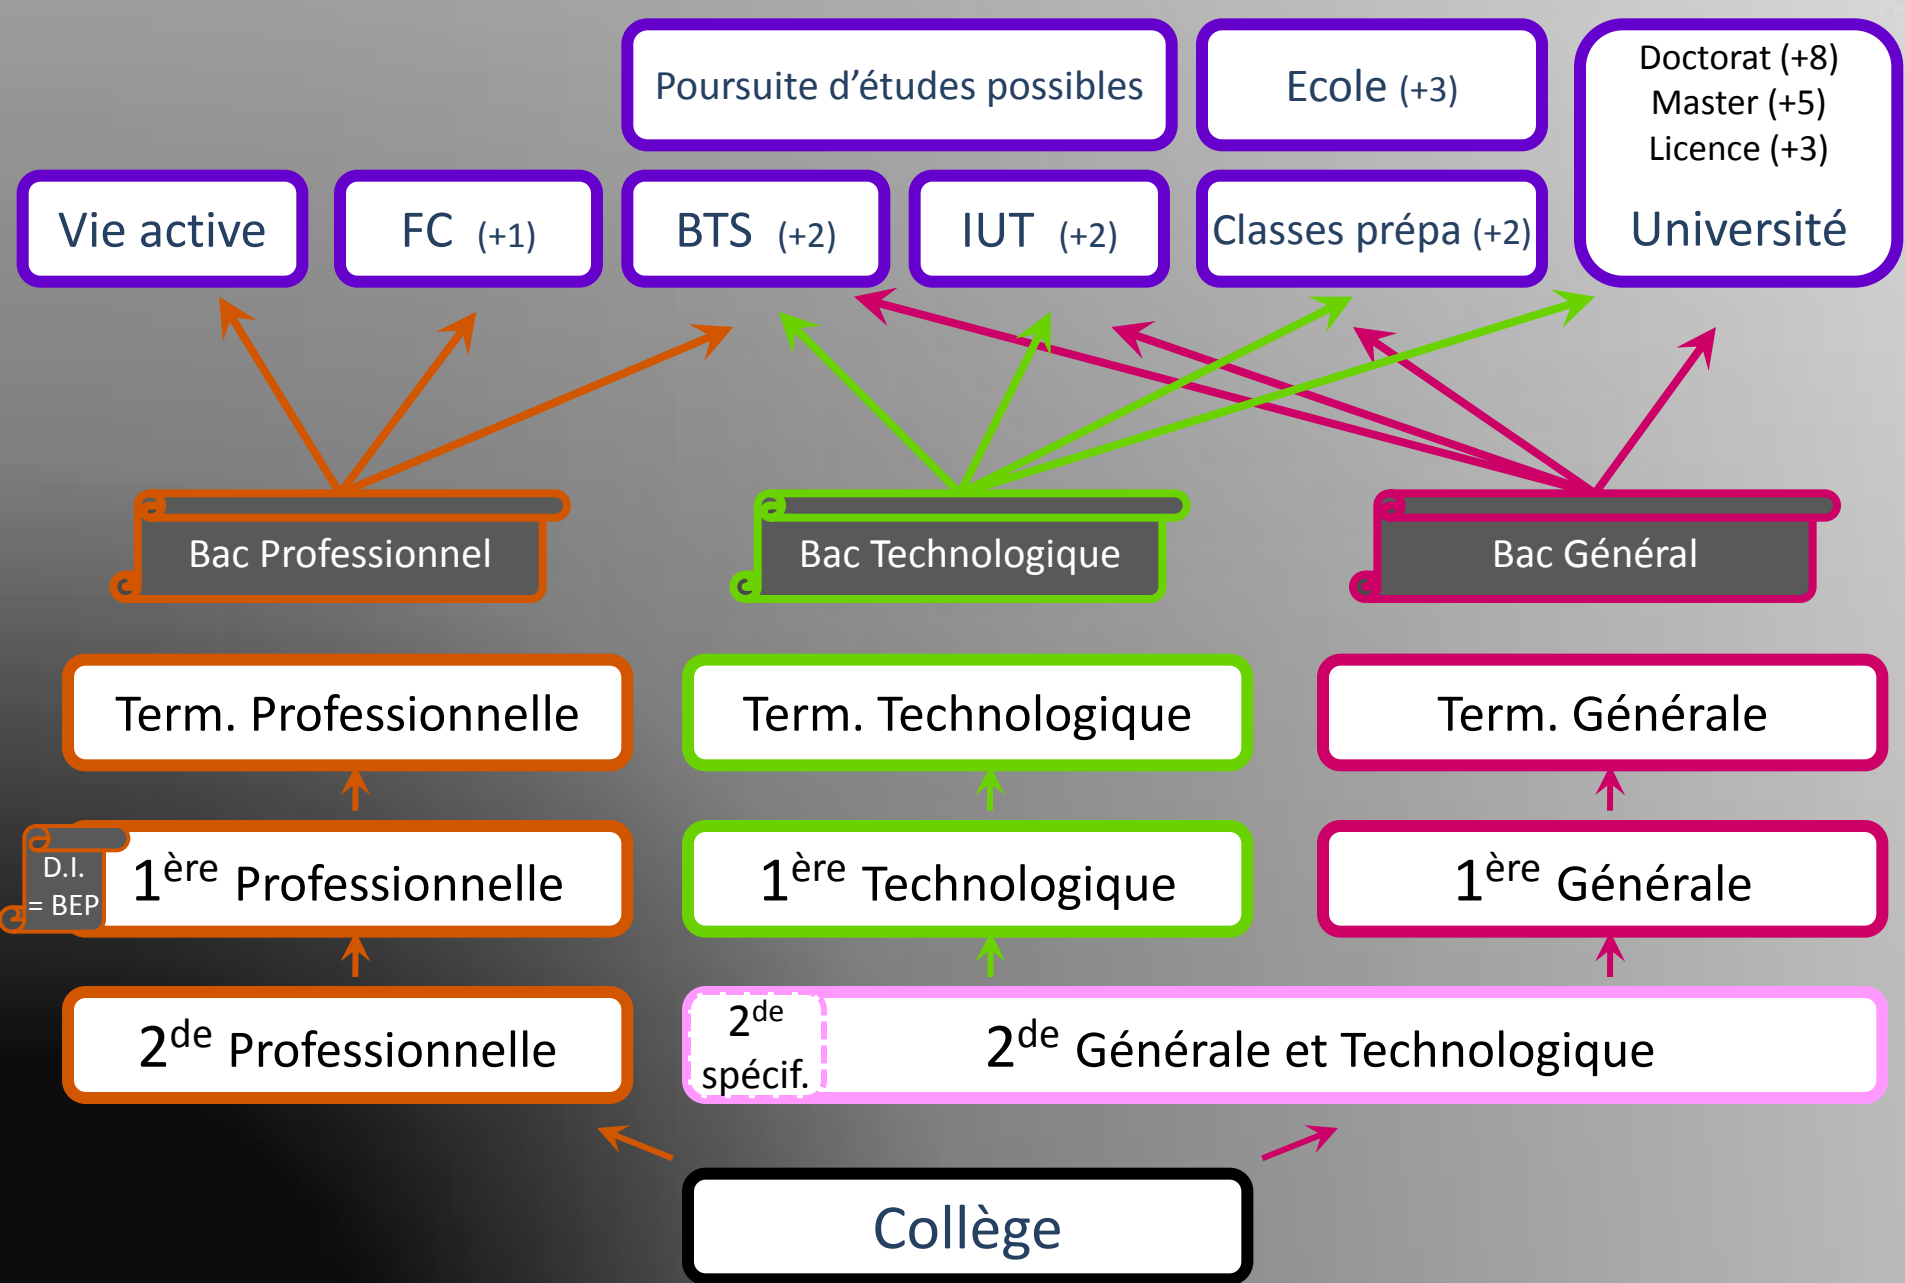 Poursuite d’études possibles
Ecole (+3)
Doctorat (+8)
Master (+5)
Licence (+3)
Université
Vie active
FC (+1)
BTS (+2)
IUT (+2)
Classes prépa (+2)
Bac Professionnel
Bac Technologique
Bac Général
Term. Professionnelle
Term. Technologique
Term. Générale
D.I.
= BEP
1ère Professionnelle
1ère Technologique
1ère Générale
2de Professionnelle
2de
spécif.
2de Générale et Technologique
Collège